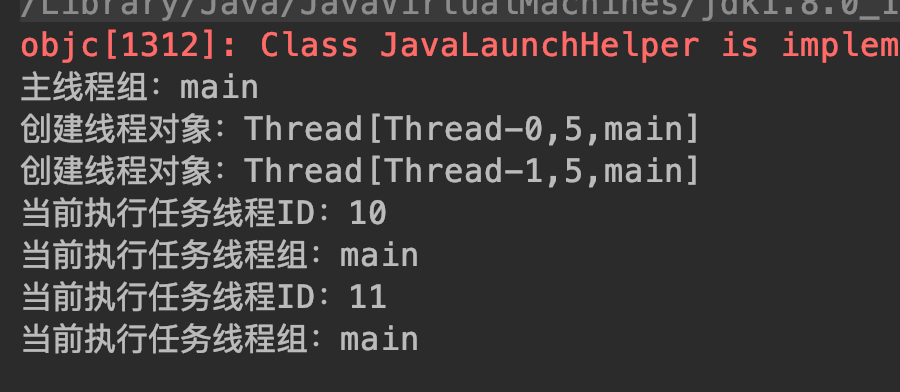 /Library/Java/JavaVirtualMachines/jdk1.8.0_1
objc[1312]: Class JavaLaunchHelper is implem
主线程组：main
创建线程对象：Thread[Thread-0,5,main]
创建线程对象：Thread[Thread-1,5,main]
当前执行任务线程ID：10
当前执行任务线程组：main
当前执行任务线程ID：11
当前执行任务线程组：main